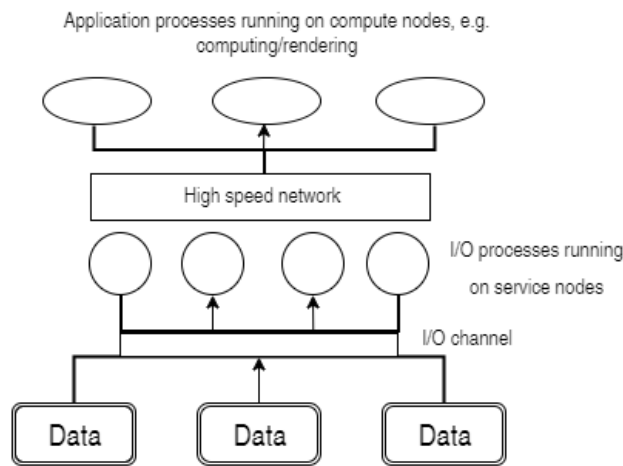 Application processes running on compute nodes, e.g.
computing/rendering
High speed network
I/O processes running
on service nodes
I/O channel
Data
Data
Data